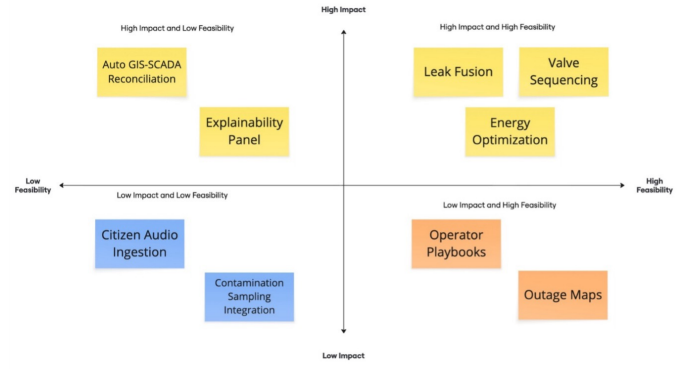 High Impact
High Impact and Low Feasibility
High Impact and High Feasibility
Auto GIS-SCADA
Reconciliation
Explainability
Panel
Leak Fusion
Valve
Sequencing
Energy
Optimization
Low
Feasibility
High
Feasibility
Low Impact and Low Feasibility
Low Impact and High Feasibility
Citizen Audio
Ingestion
Contamination
Sampling
Integration
Operator
Playbooks
Outage Maps
Low Impact